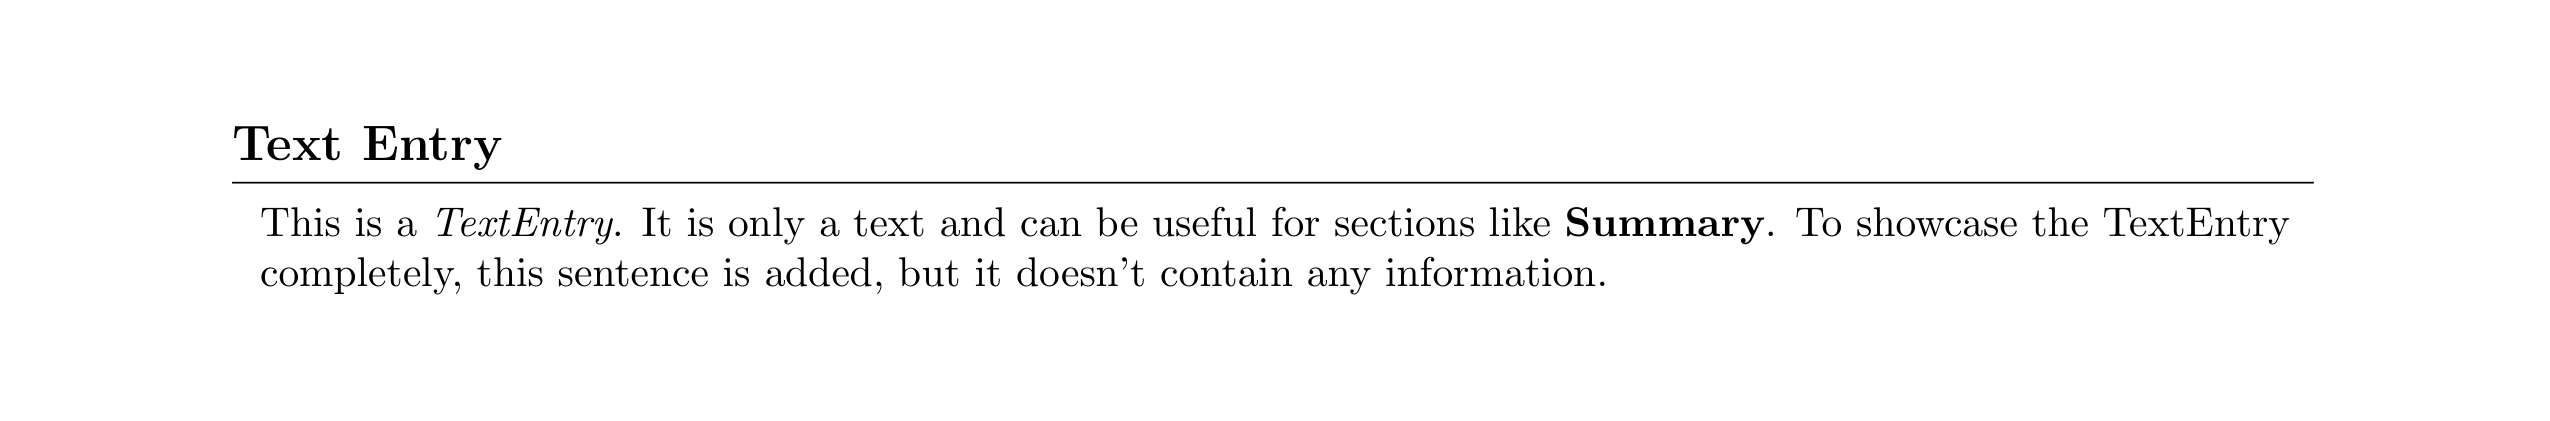 Text Entry
This is a TextEntry. It is only a text and can be useful for sections like Summary. To showcase the TextEntry
completely, this sentence is added, but it doesn’t contain any information.